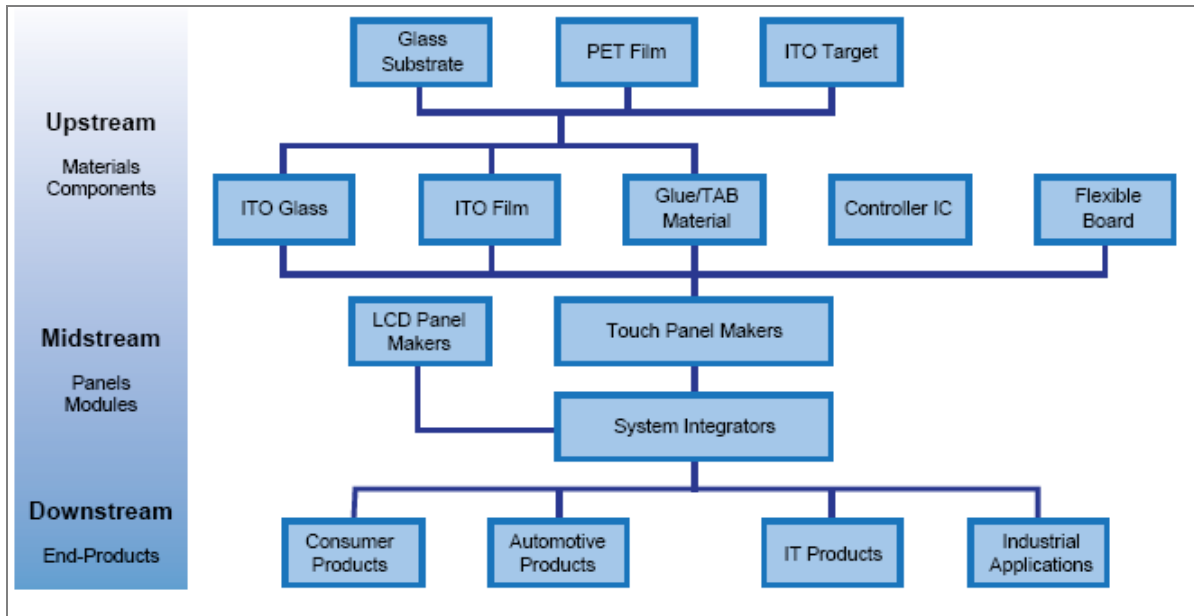 Glass
Substrate
PET Film
ITO Target
Upstream
Materials
Components
ITO Glass
ITO Film
Glue/TAB
Material
Controller IC
Flexible
Board
Midstream
Panels
Modules
LCD Panel
Makers
Touch Panel Makers
System Integrators
Downstream
End-Products
Consumer
Products
Automotive
Products
IT Products
Industrial
Applications